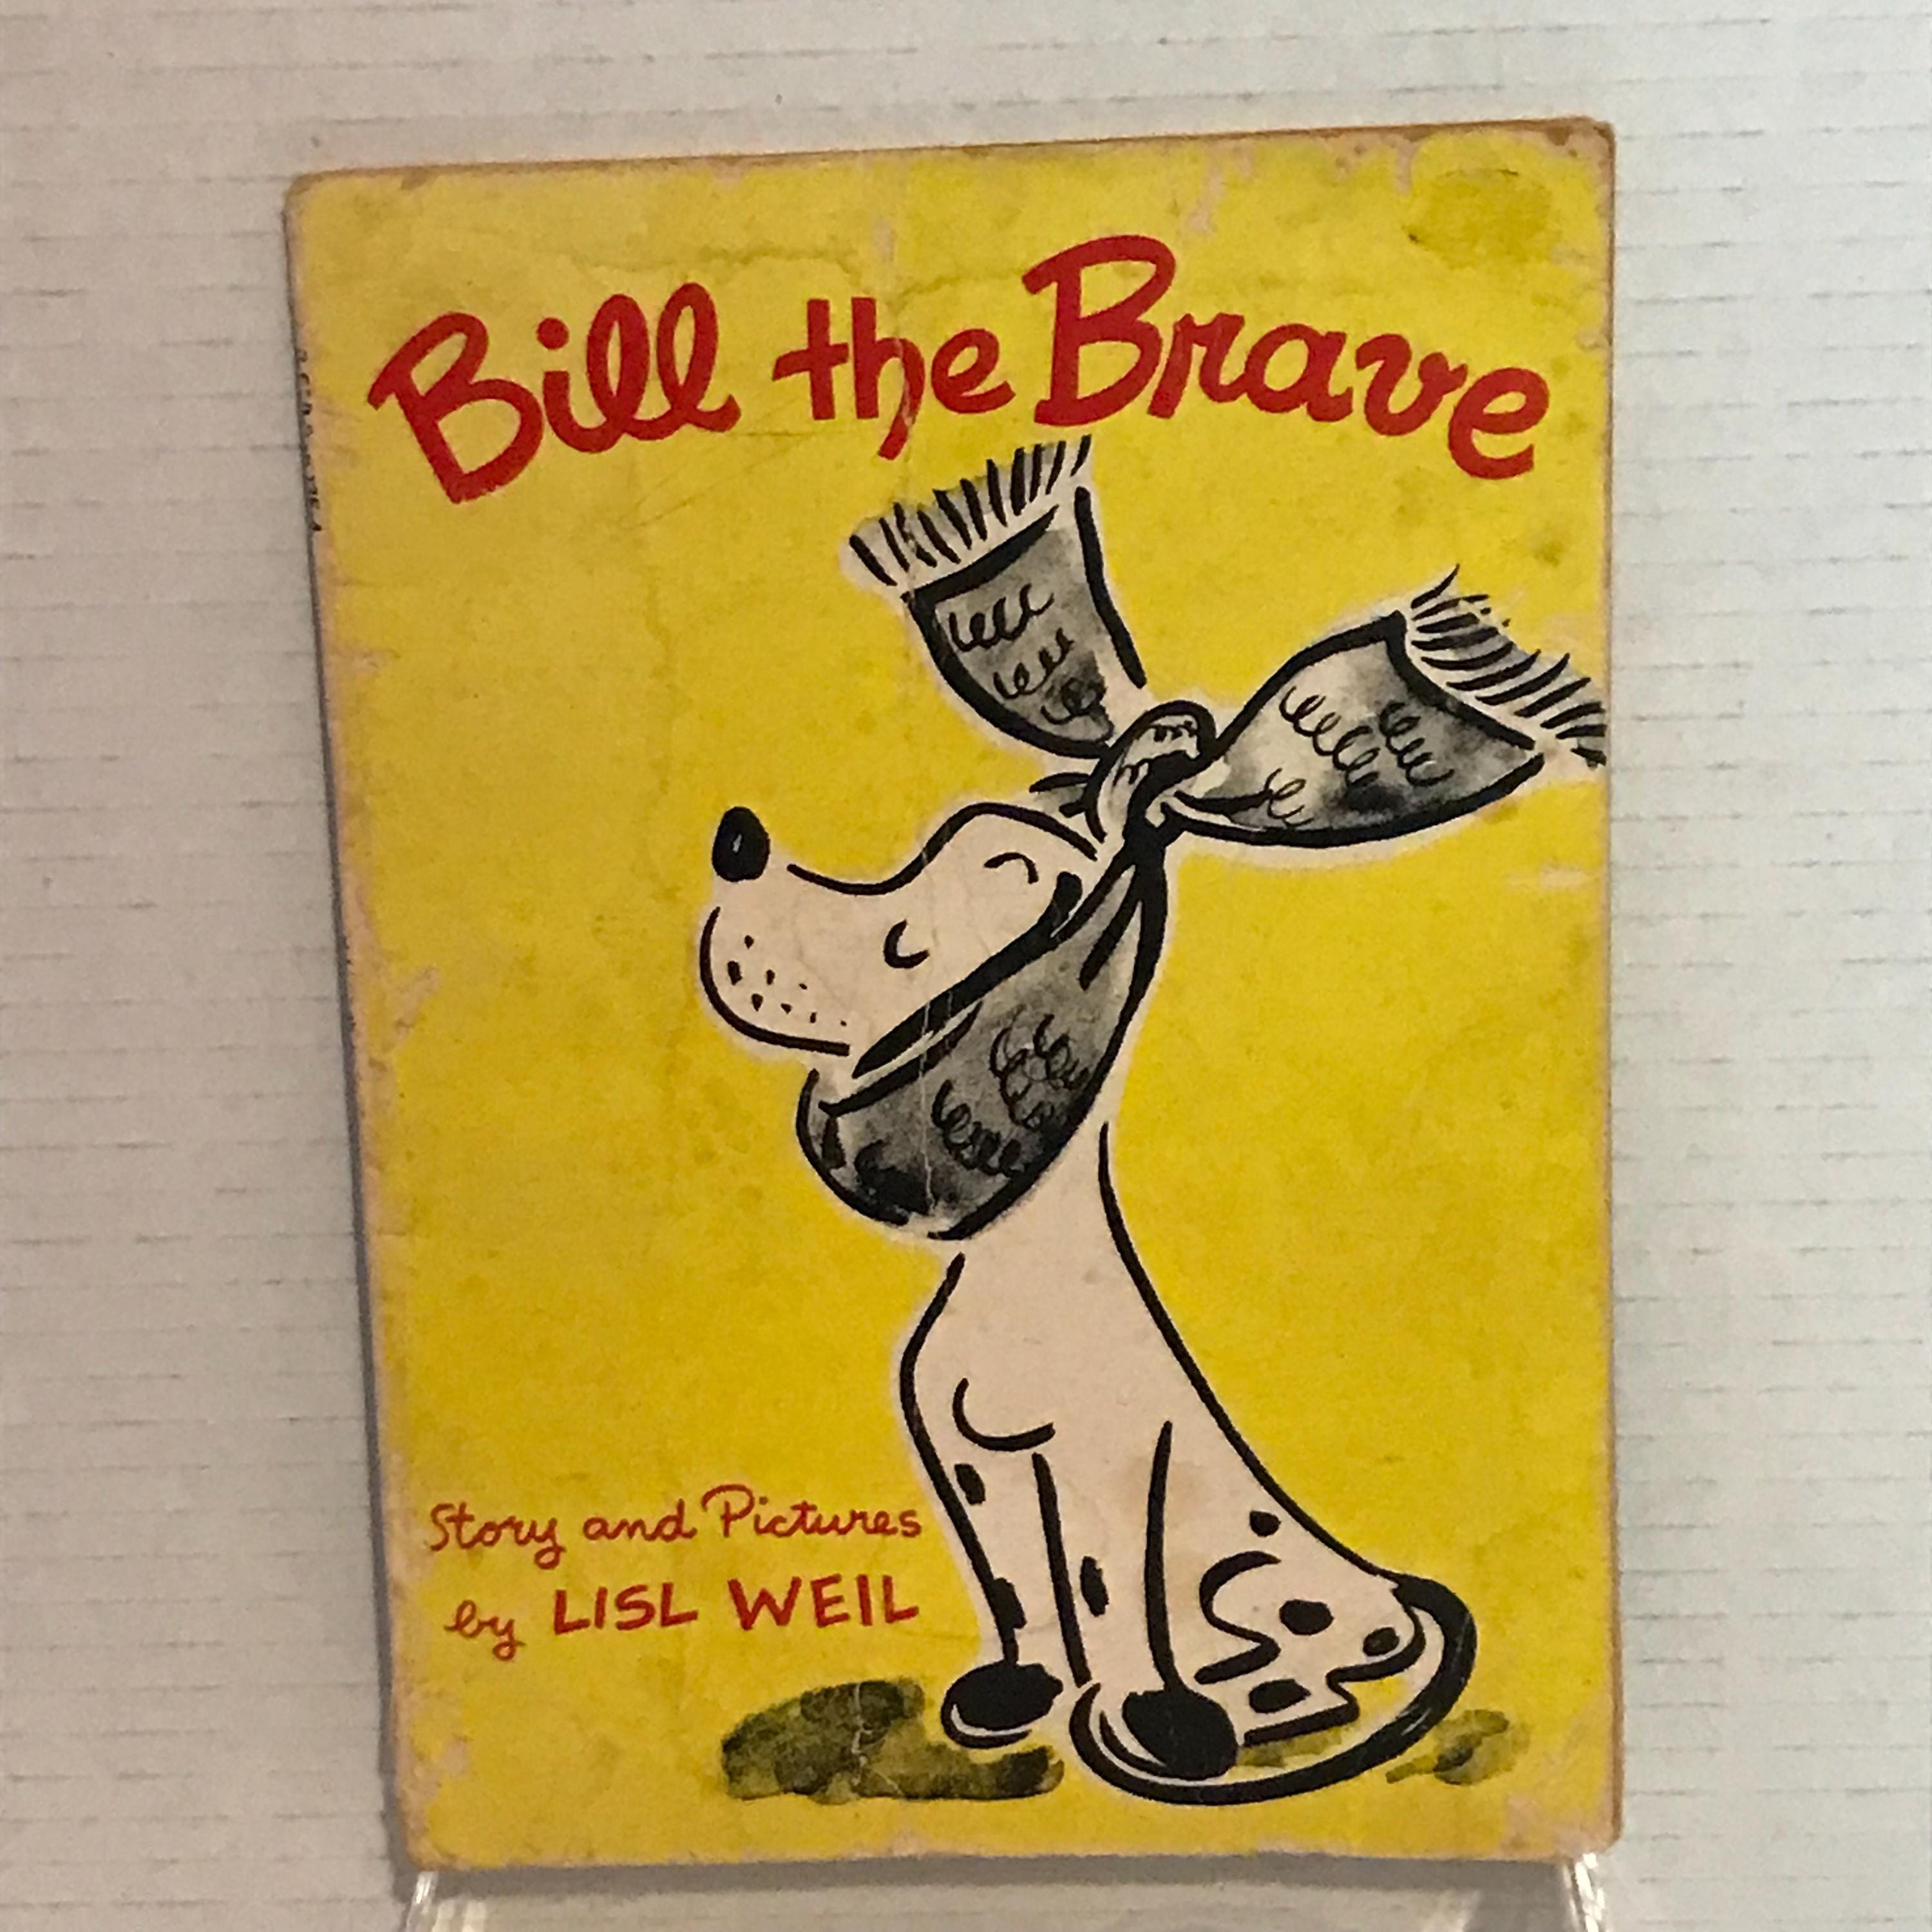 Bill the Brave
Story and Pictures
by LISL WEIL